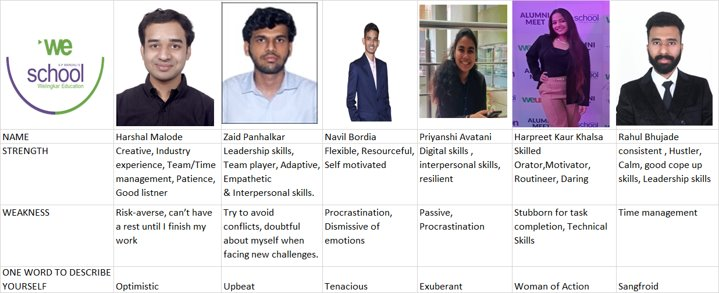 we
school
Welingkar Education
ALUMNI
MEET
school
NAME
Harshal Malode
Zaid Panhalkar
Navil Bordia
Priyanshi Avatani
Harpreet Kaur Khalsa
Rahul Bhujade
STRENGTH
Creative, Industry
experience, Team/Time
management, Patience,
Good listner
Leadership skills,
Team player, Adaptive,
Empathetic
& Interpersonal skills.
Flexible, Resourceful,
Self motivated
Digital skills ,
interpersonal skills,
resilient
Skilled
Orator,Motivator,
Routineer, Daring
consistent , Hustler,
Calm, good cope up
skills, Leadership skills
WEAKNESS
Risk-averse, can't have
a rest until I finish my
work
Try to avoid
conflicts, doubtful
about myself when
facing new challenges.
Procrastination,
Dismissive of
emotions
Passive,
Procrastination
Stubborn for task
completion, Technical
Skills
Time management
ONE WORD TO DESCRIBE
YOURSELF
Optimistic
Upbeat
Tenacious
Exuberant
Woman of Action
Sangfroid